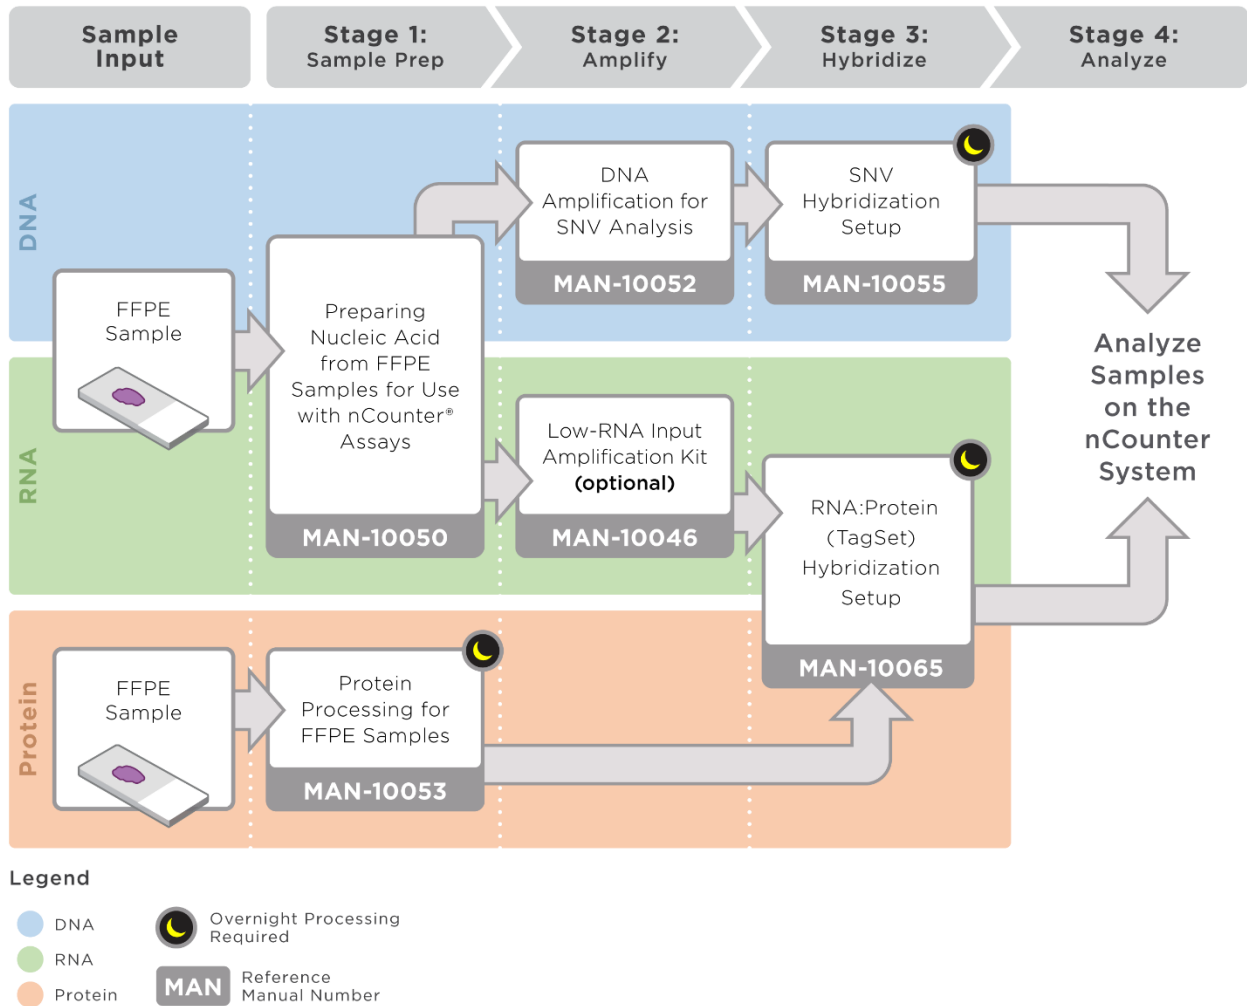 Sample
Input
Stage 1:
Sample Prep
Stage 2:
Amplify
Stage 3:
Hybridize
Stage 4:
Analyze
DNA
FFPE
Sample
Preparing
Nucleic Acid
from FFPE
Samples for Use
with nCounter®
Assays
MAN-10050
DNA
Amplification for
SNV Analysis
MAN-10052
SNV
Hybridization
Setup
MAN-10055
RNA
Low-RNA Input
Amplification Kit
(optional)
MAN-10046
RNA:Protein
(TagSet)
Hybridization
Setup
MAN-10065
Analyze
Samples
on the
nCounter
System
Protein
FFPE
Sample
Protein
Processing for
FFPE Samples
MAN-10053
Legend
DNA
RNA
Protein
Overnight Processing
Required
MAN
Reference
Manual Number